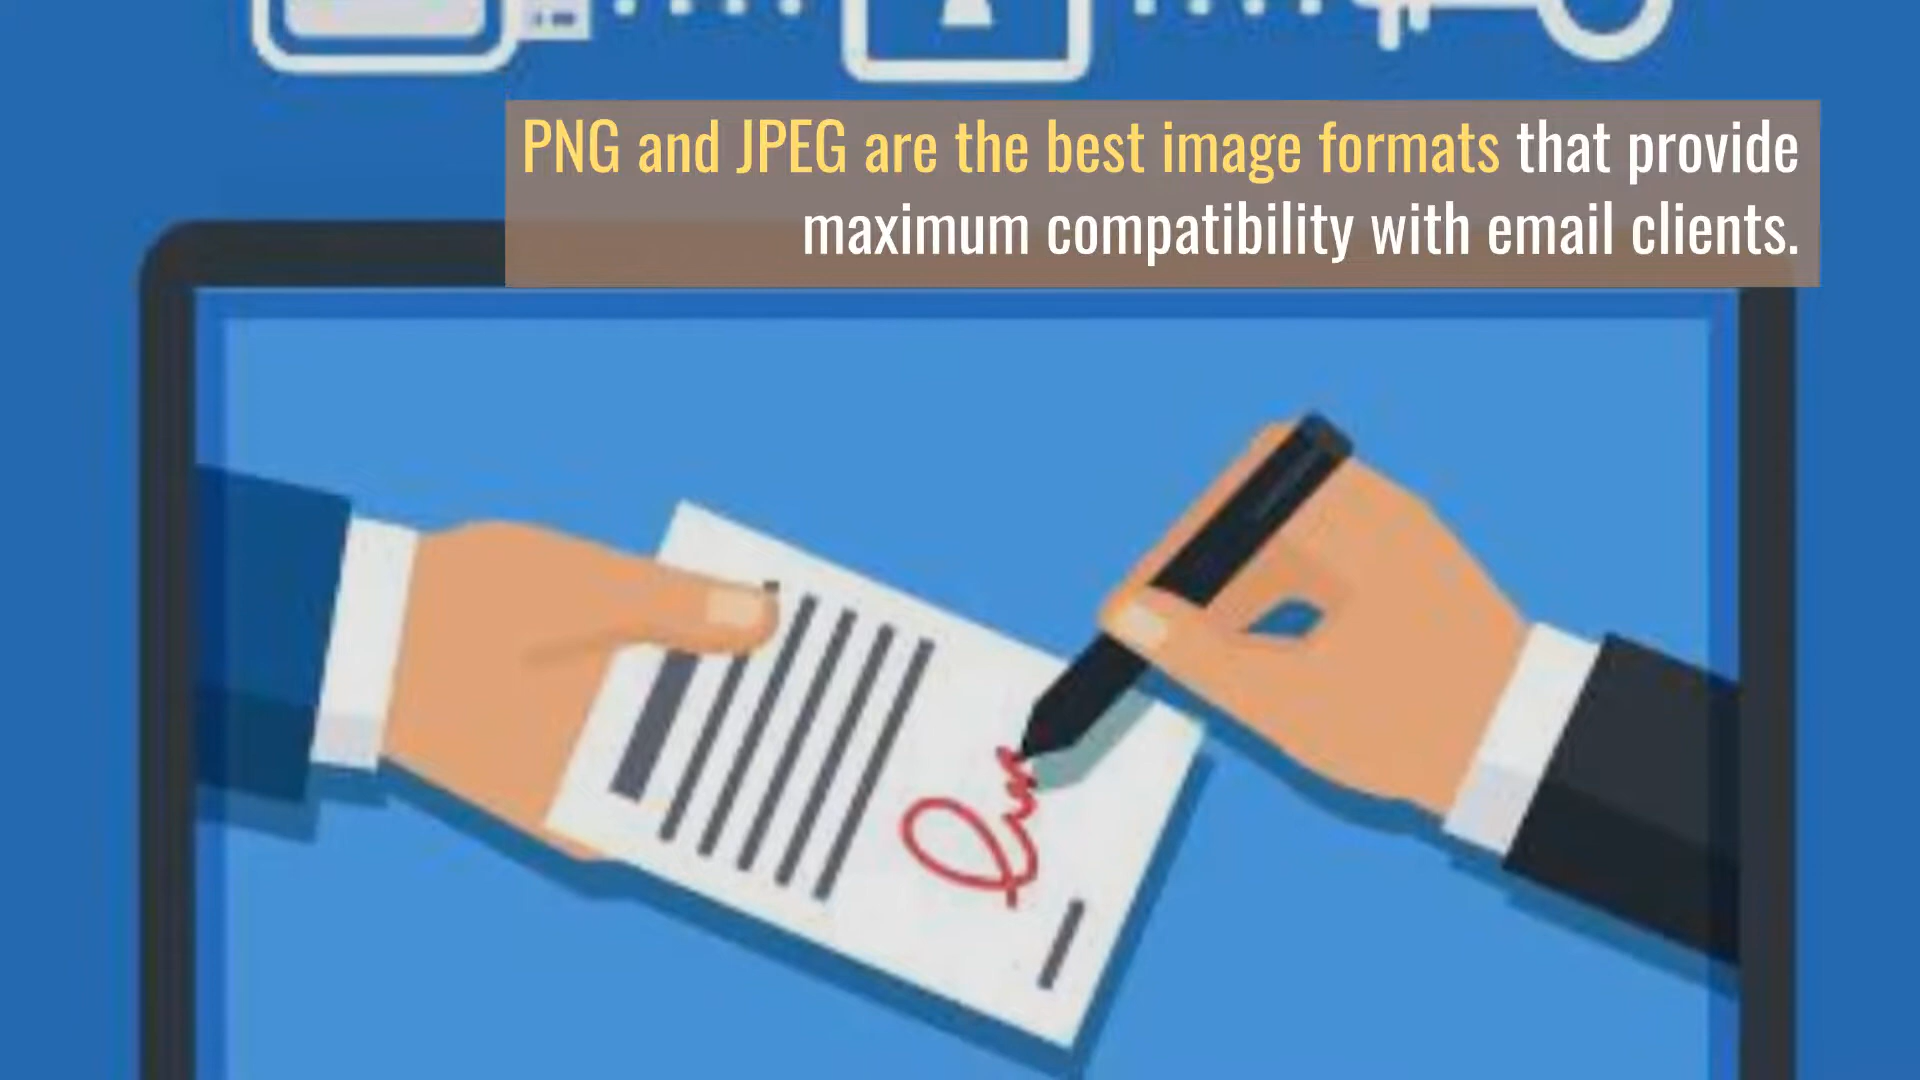 PNG and JPEG are the best image formats that provide
maximum compatibility with email clients.